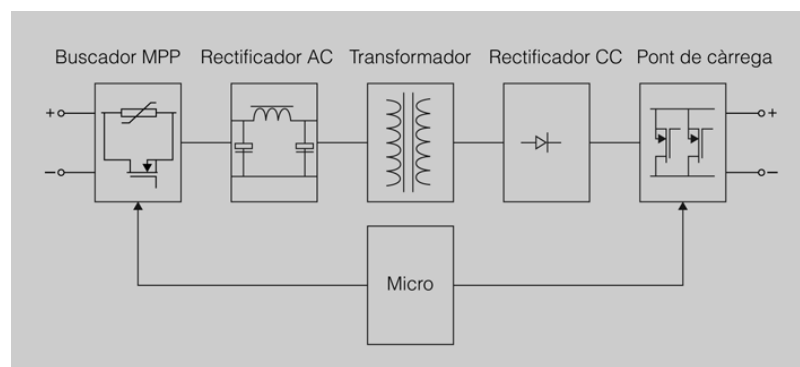 Buscador MPP
Rectificador AC
Transformador
Rectificador CC
Pont de càrrega
+
+
−
−
Micro